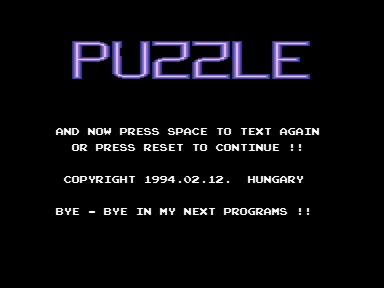 PUZZLE
AND NOW PRESS SPACE TO TEXT AGAIN
OR PRESS RESET TO CONTINUE !!
COPYRIGHT 1994.02.12. HUNGARY
BYE - BYE IN MY NEXT PROGRAMS !!